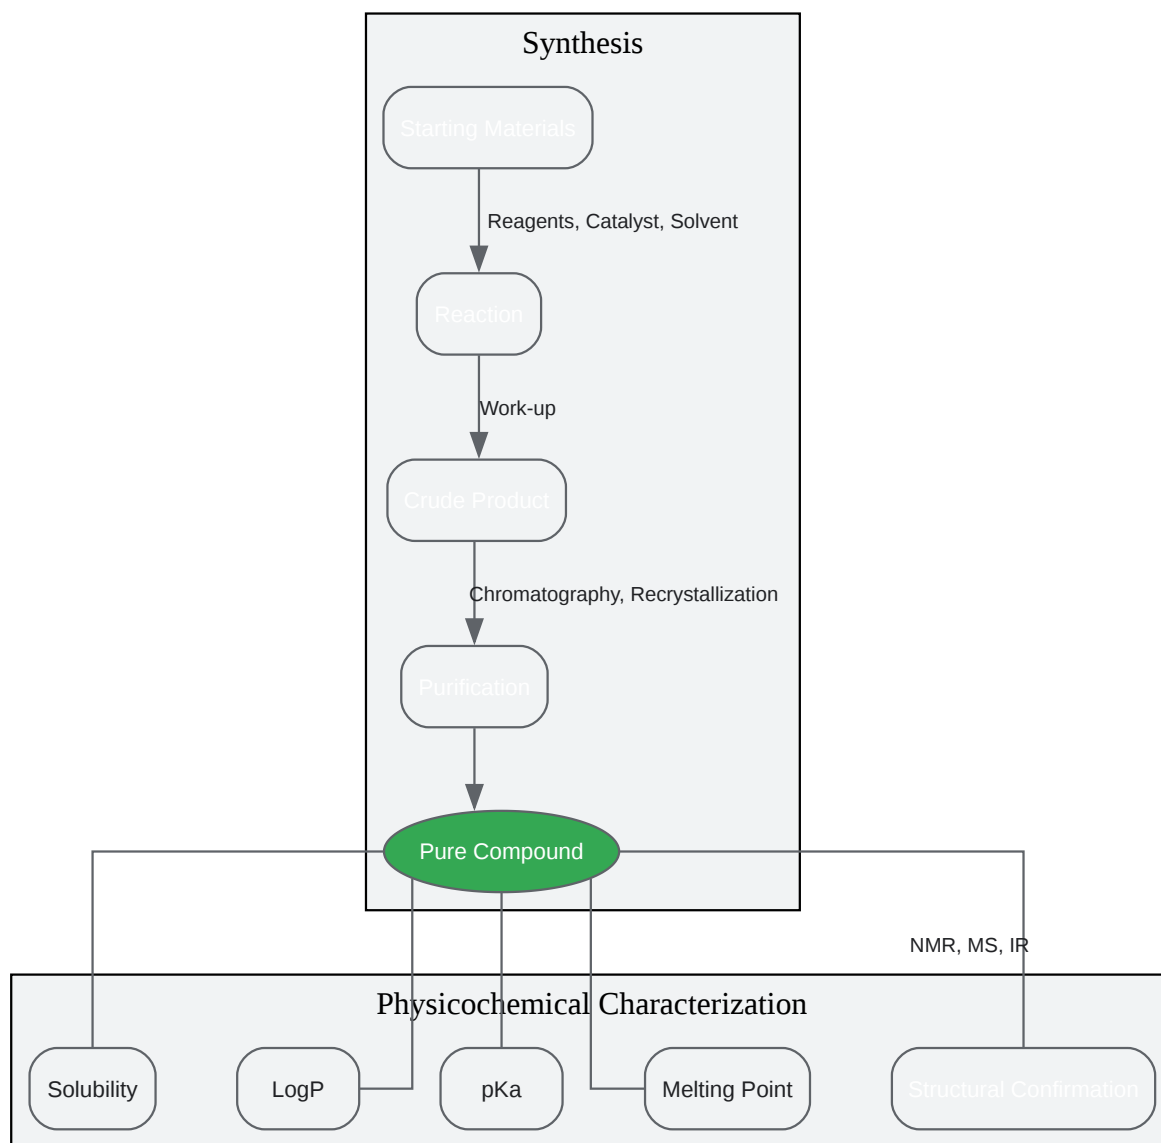 Synthesis
Starting Materials
Reagents, Catalyst, Solvent
Reaction
Work-up
Crude Product
Chromatography, Recrystallization
Purification
Pure Compound
NMR, MS, IR
Physicochemical Characterization
Solubility
LogP
pKa
Melting Point
Structural Confirmation